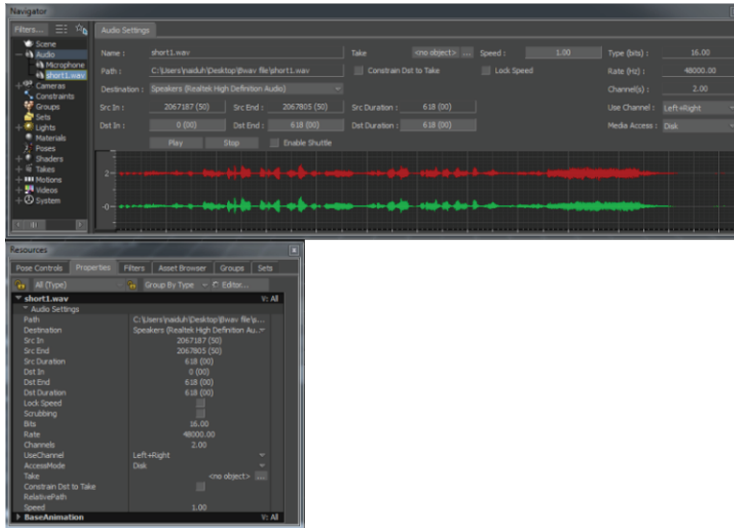 Navigator
Filters...
Audio Settings
Scene
Audio
Microphone
short1.wav
Cameras
Constraints
Groups
Sets
Lights
Materials
Poses
Shaders
Takes
Motions
Videos
System
Name : short1.wav Take <no object> ... Speed : 1.00 Type (bits) : 16.00
Path : C:\Users\naiduh\Desktop\Bwav file\short1.wav Constrain Dst to Take Lock Speed Rate (Hz) : 48000.00
Destination : Speakers (Realtek High Definition Audio) Channel(s) : 2.00
Src In : 2067187 (50) Src End : 2067805 (50) Src Duration : 618 (00) Use Channel : Left+Right
Dst In : 0 (00) Dst End : 618 (00) Dst Duration : 618 (00) Media Access : Disk
Play Stop Enable Shuttle
2
-0
Resources
Pose Controls Properties Filters Asset Browser Groups Sets
All (Type) Group By Type Editor...
short1.wav V: All
Audio Settings
Path C:\Users\naiduh\Desktop\Bwav file\s...
Destination Speakers (Realtek High Definition Au...
Src In 2067187 (50)
Src End 2067805 (50)
Src Duration 618 (00)
Dst In 0 (00)
Dst End 618 (00)
Dst Duration 618 (00)
Lock Speed
Scrubbing
Bits 16.00
Rate 48000.00
Channels 2.00
UseChannel Left+Right
AccessMode Disk
Take <no object> ...
Constrain Dst to Take
RelativePath
Speed 1.00
BaseAnimation V: All